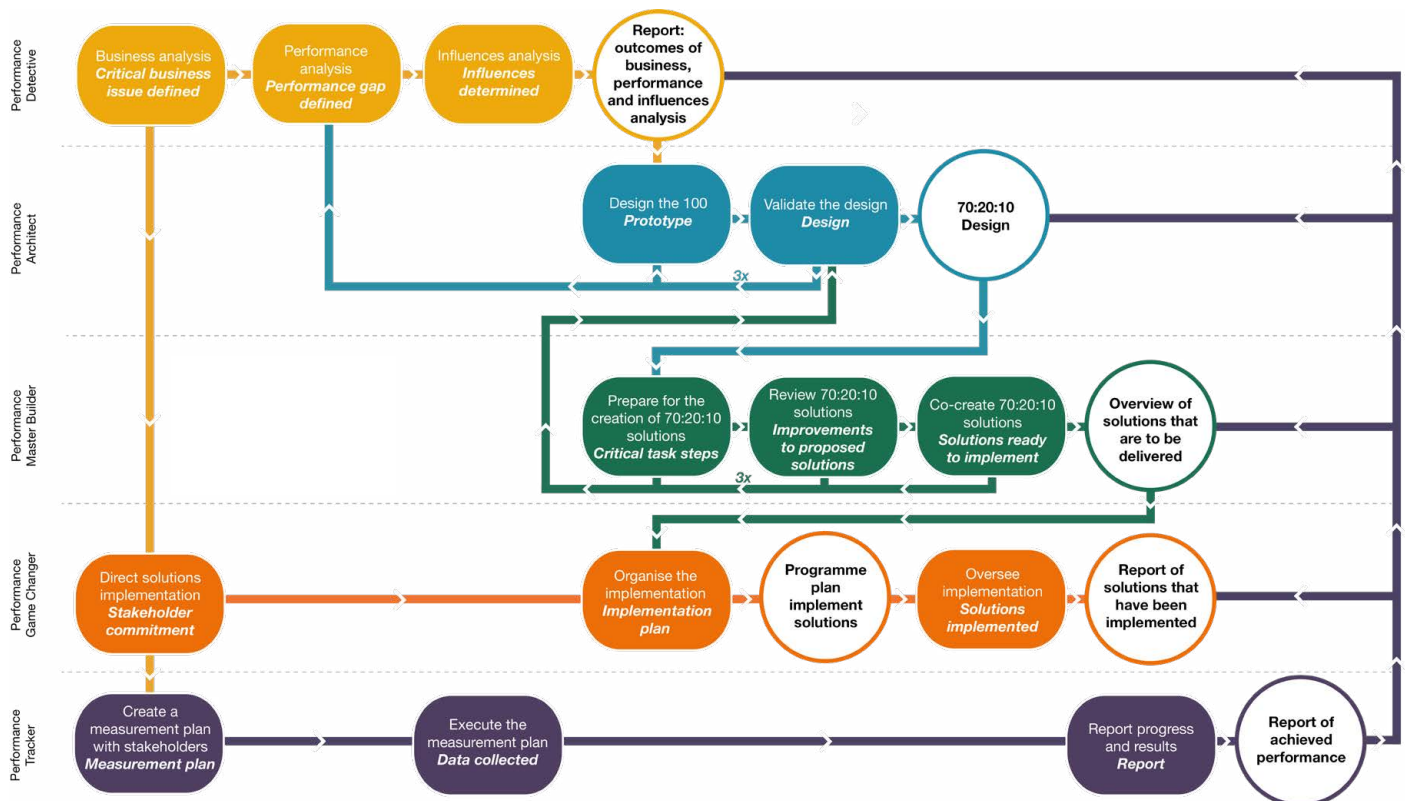 Performance
Detective
Business analysis
Critical business
issue defined
Performance
analysis
Performance gap
defined
Influences analysis
Influences
determined
Report:
outcomes of
business,
performance
and influences
analysis
Performance
Architect
Design the 100
Prototype
Validate the design
Design
70:20:10
Design
3x
Performance
Master Builder
Prepare for the
creation of 70:20:10
solutions
Critical task steps
Review 70:20:10
solutions
Improvements
to proposed
solutions
Co-create 70:20:10
solutions
Solutions ready
to implement
Overview of
solutions that
are to be
delivered
3x
Performance
Game Changer
Direct solutions
implementation
Stakeholder
commitment
Organise the
implementation
Implementation
plan
Programme
plan
implement
solutions
Oversee
implementation
Solutions
implemented
Report of
solutions that
have been
implemented
Performance
Tracker
Create a
measurement plan
with stakeholders
Measurement plan
Execute the
measurement plan
Data collected
Report progress
and results
Report
Report of
achieved
performance